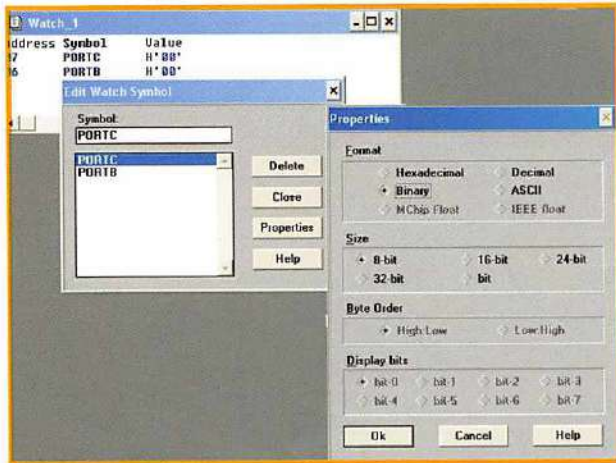 Watch_1
ddress Symbol Value
07 PORTC H'00'
06 PORTB H'00'
Edit Watch Symbol
Symbol:
PORTC
PORTC
PORTB
Delete
Close
Properties
Help
Properties
Format
Hexadecimal Decimal
Binary ASCII
MChip Float IEEE float
Size
8-bit 16-bit 24-bit
32-bit bit
Byte Order
High:Low Low:High
Display bits
bit-0 bit-1 bit-2 bit-3
bit-4 bit-5 bit-6 bit-7
Ok Cancel Help